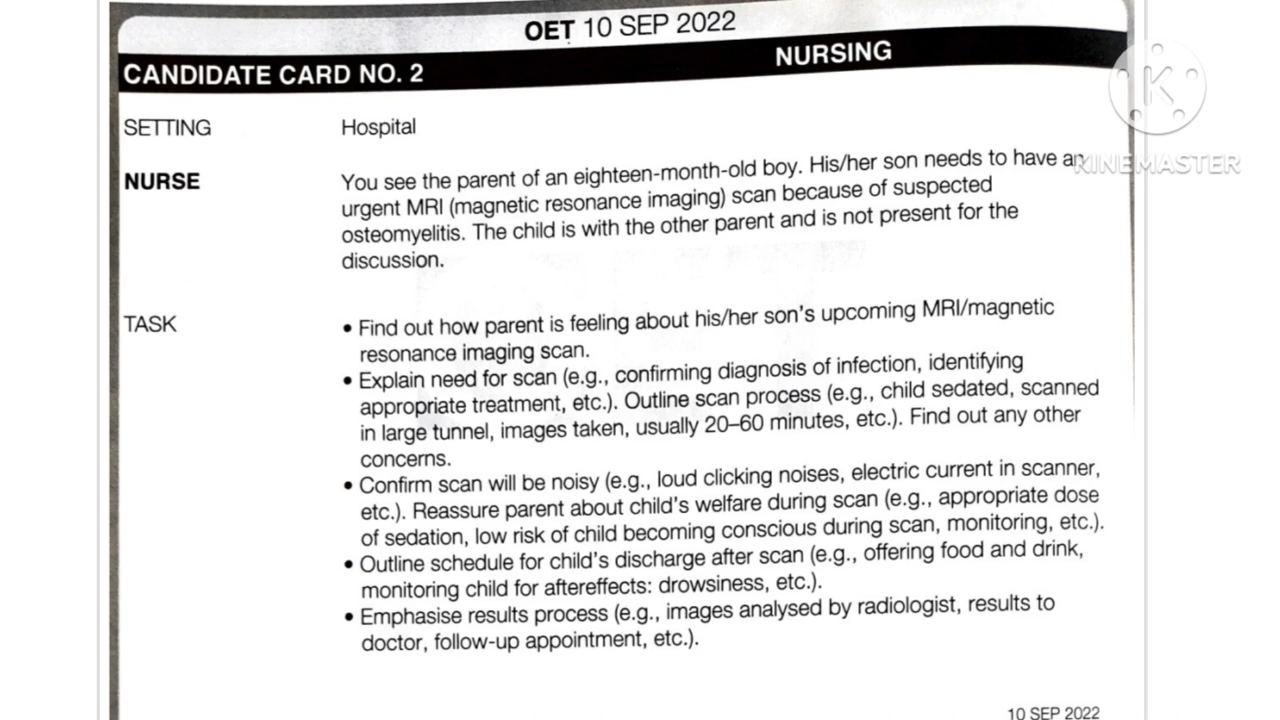 OET 10 SEP 2022
CANDIDATE CARD NO. 2 NURSING
SETTING Hospital
NURSE You see the parent of an eighteen-month-old boy. His/her son needs to have an
urgent MRI (magnetic resonance imaging) scan because of suspected
osteomyelitis. The child is with the other parent and is not present for the
discussion.
TASK • Find out how parent is feeling about his/her son's upcoming MRI/magnetic
resonance imaging scan.
• Explain need for scan (e.g., confirming diagnosis of infection, identifying
appropriate treatment, etc.). Outline scan process (e.g., child sedated, scanned
in large tunnel, images taken, usually 20–60 minutes, etc.). Find out any other
concerns.
• Confirm scan will be noisy (e.g., loud clicking noises, electric current in scanner,
etc.). Reassure parent about child's welfare during scan (e.g., appropriate dose
of sedation, low risk of child becoming conscious during scan, monitoring, etc.).
• Outline schedule for child's discharge after scan (e.g., offering food and drink,
monitoring child for aftereffects: drowsiness, etc.).
• Emphasise results process (e.g., images analysed by radiologist, results to
doctor, follow-up appointment, etc.).
10 SEP 2022
K
KINEMASTER